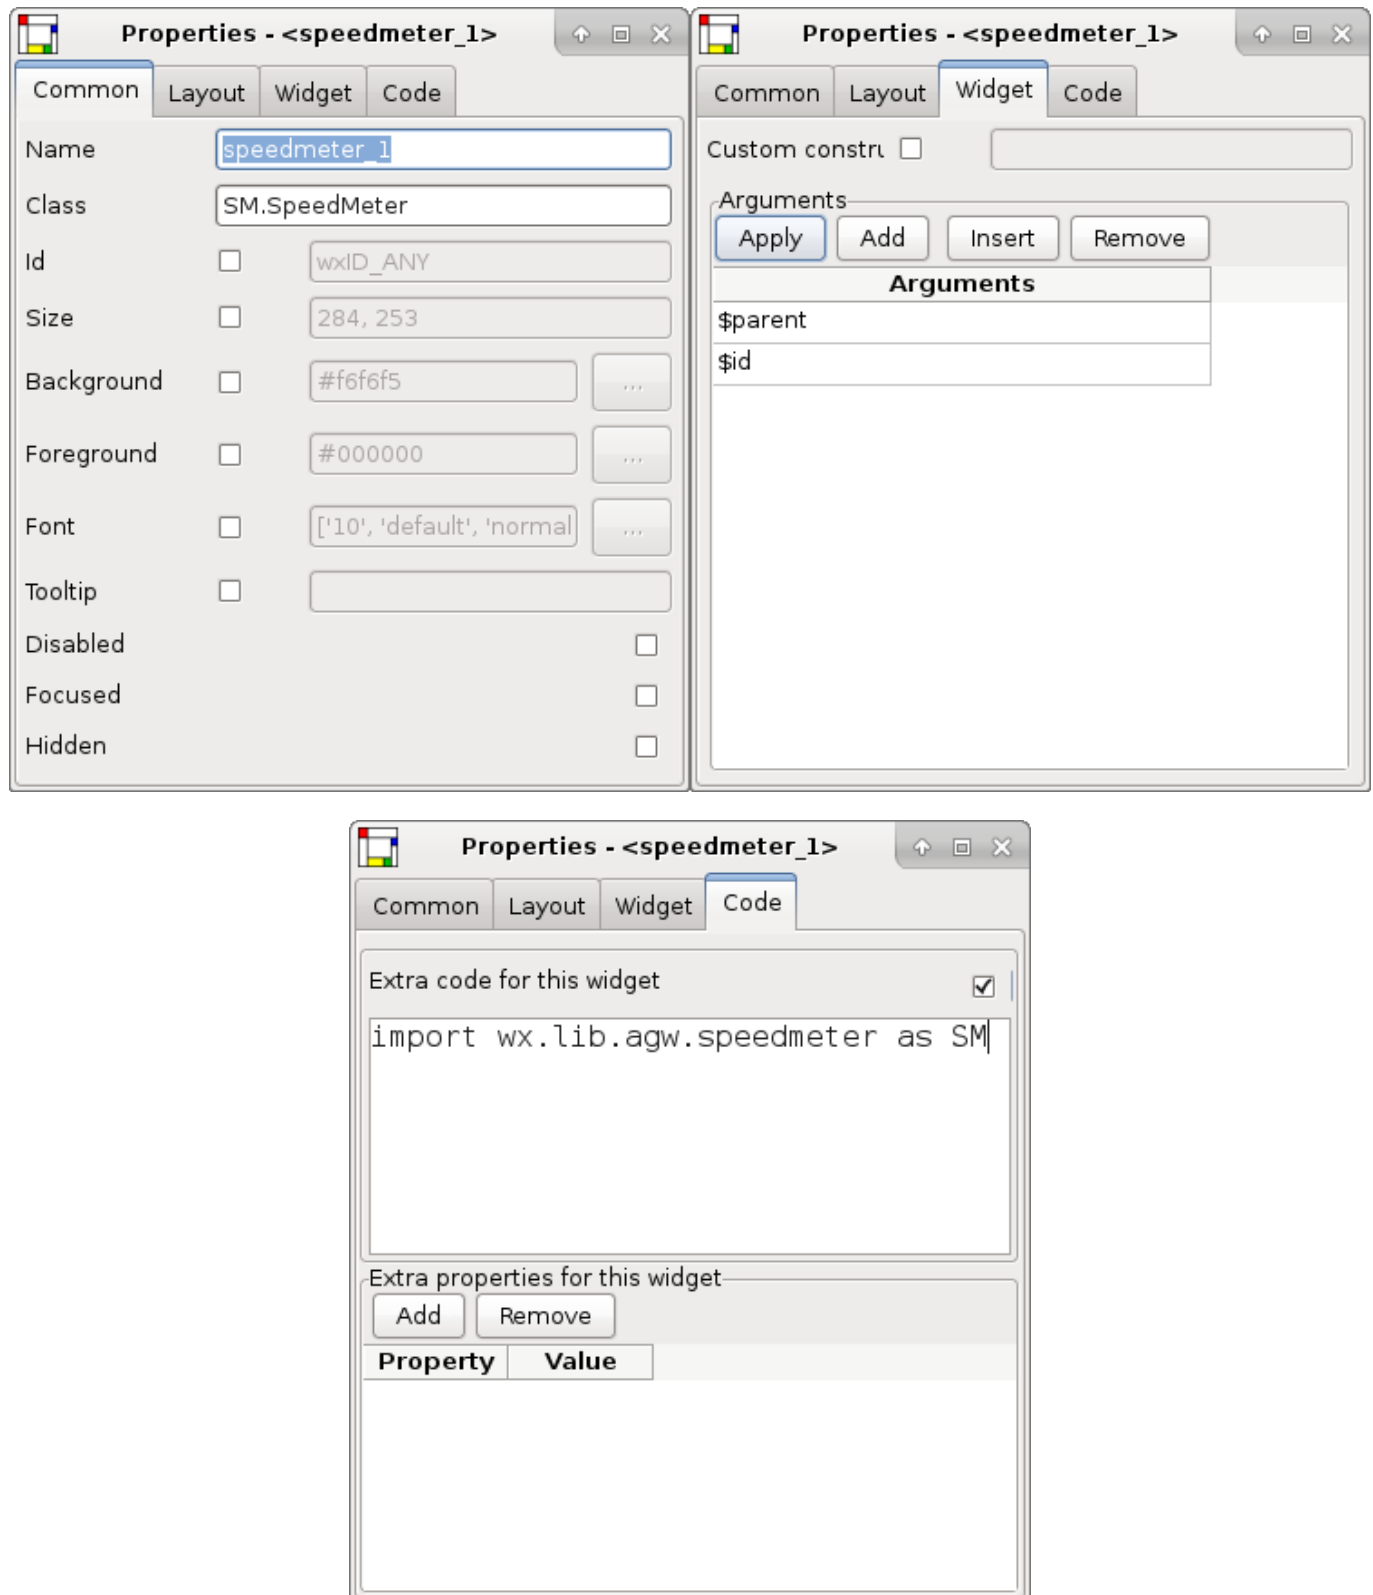 Properties - <speedmeter_1>
Common Layout Widget Code
Name speedmeter_1
Class SM.SpeedMeter
Id wxID_ANY
Size 284, 253
Background #f6f6f5 ...
Foreground #000000 ...
Font ['10', 'default', 'normal ...
Tooltip
Disabled
Focused
Hidden
Properties - <speedmeter_1>
Common Layout Widget Code
Custom constru
Arguments
Apply Add Insert Remove
Arguments
$parent
$id
Properties - <speedmeter_1>
Common Layout Widget Code
Extra code for this widget
import wx.lib.agw.speedmeter as SM
Extra properties for this widget
Add Remove
Property Value